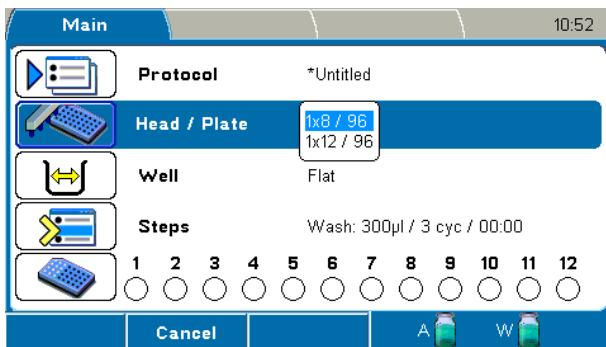 Main 10:52
Protocol *Untitled
Head / Plate 1x8 / 96
1x12 / 96
Well Flat
Steps Wash: 300µl / 3 cyc / 00:00
1 2 3 4 5 6 7 8 9 10 11 12
Cancel A W